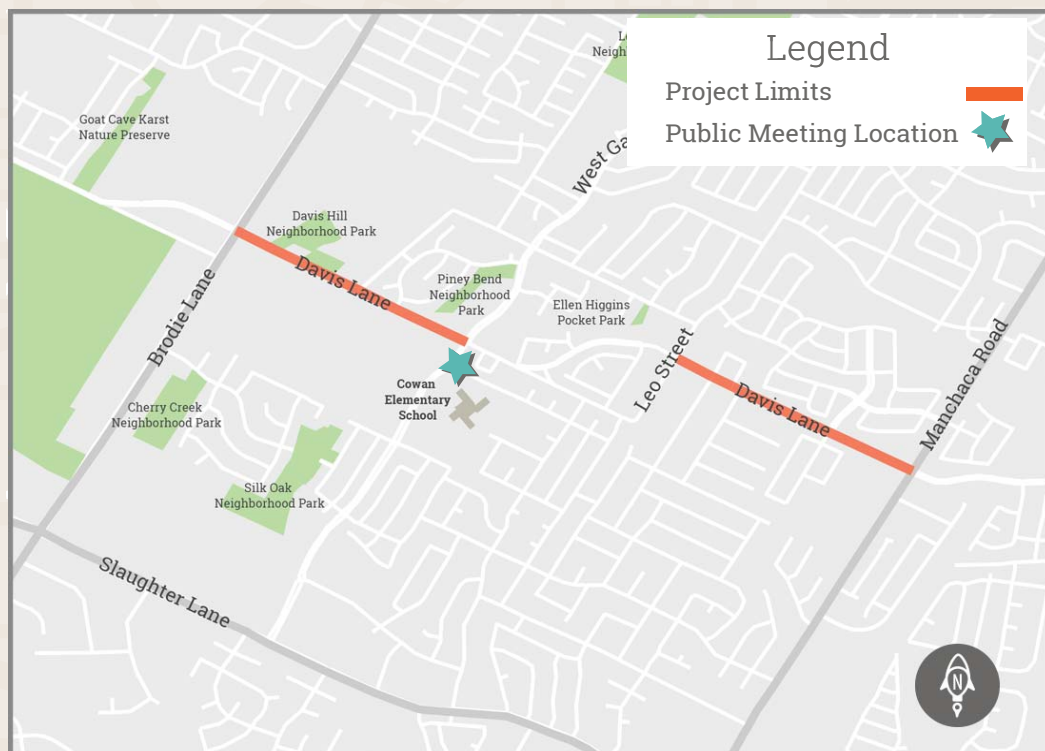 Legend
Project Limits
Public Meeting Location
Goat Cave Karst
Nature Preserve
West
Davis Hill
Neighborhood Park
Davis Lane
Piney Bend
Neighborhood
Park
Ellen Higgins
Pocket Park
Brodie Lane
Leo Street
Manchaca Road
Cowan
Elementary
School
Davis Lane
Cherry Creek
Neighborhood Park
Silk Oak
Neighborhood Park
Slaughter Lane
N